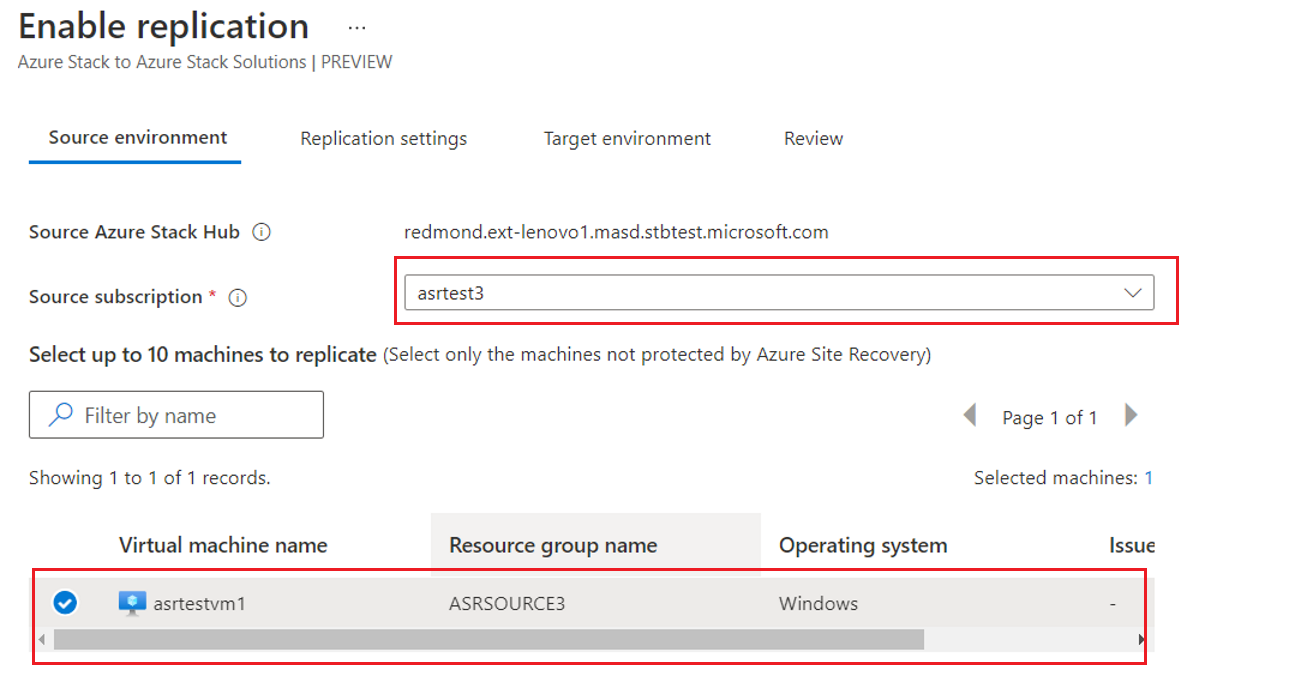 Enable replication ...
Azure Stack to Azure Stack Solutions | PREVIEW
Source environment Replication settings Target environment Review
Source Azure Stack Hub redmond.ext-lenovo1.masd.stbtest.microsoft.com
Source subscription * asrtest3
Select up to 10 machines to replicate (Select only the machines not protected by Azure Site Recovery)
Filter by name Page 1 of 1
Showing 1 to 1 of 1 records. Selected machines: 1
Virtual machine name Resource group name Operating system Issue
asrtestvm1 ASRSOURCE3 Windows -